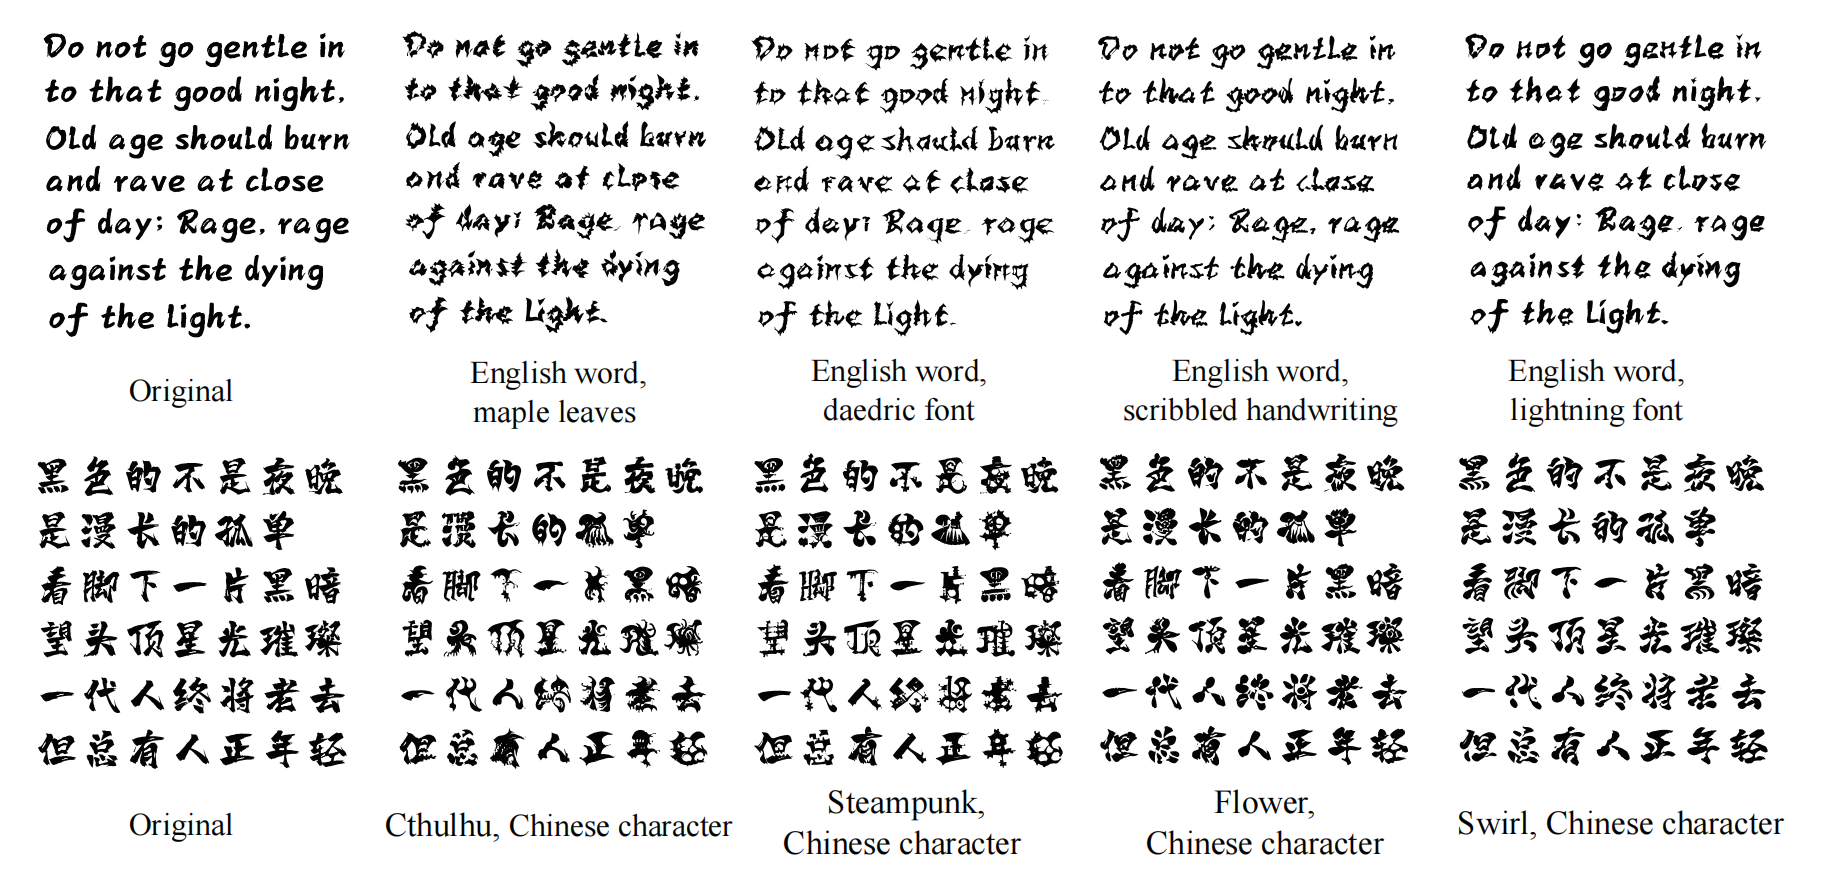 Do not go gentle in
to that good night,
Old age should burn
and rave at close
of day; Rage, rage
against the dying
of the light.
Original
Do not go gentle in
to that good night.
Old age should burn
and rave at close
of day; Rage, rage
against the dying
of the light.
English word,
maple leaves
Do not go gentle in
to that good night.
Old age should burn
and rave at close
of day; Rage, rage
against the dying
of the light.
English word,
daedric font
Do not go gentle in
to that good night,
Old age should burn
and rave at close
of day; Rage, rage
against the dying
of the light.
English word,
scribbled handwriting
Do not go gentle in
to that good night,
Old age should burn
and rave at close
of day: Rage, rage
against the dying
of the light.
English word,
lightning font
黑色的不是夜晚
是漫长的孤单
看脚下一片黑暗
望头顶星光璀璨
一代人终将老去
但总有人正年轻
Original
黑色的不是夜晚
是漫长的孤单
看脚下一片黑暗
望头顶星光璀璨
一代人终将老去
但总有人正年轻
Cthulhu, Chinese character
黑色的不是夜晚
是漫长的孤单
看脚下一片黑暗
望头顶星光璀璨
一代人终将老去
但总有人正年轻
Steampunk,
Chinese character
黑色的不是夜晚
是漫长的孤单
看脚下一片黑暗
望头顶星光璀璨
一代人终将老去
但总有人正年轻
Flower,
Chinese character
黑色的不是夜晚
是漫长的孤单
看脚下一片黑暗
望头顶星光璀璨
一代人终将老去
但总有人正年轻
Swirl, Chinese character